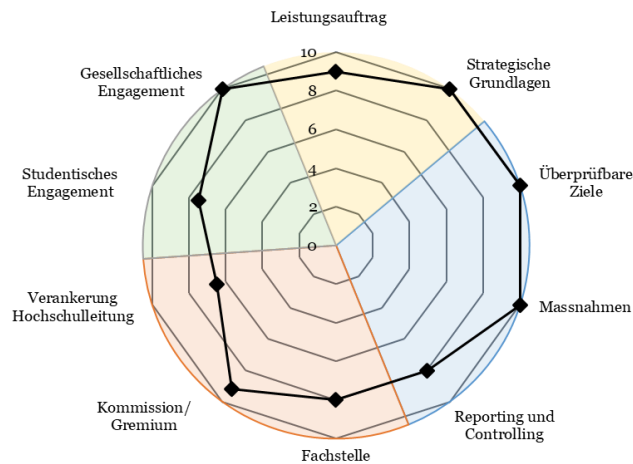 Leistungsauftrag
Strategische
Grundlagen
Überprüfbare
Ziele
Massnahmen
Reporting und
Controlling
Fachstelle
Kommission/
Gremium
Verankerung
Hochschulleitung
Studentisches
Engagement
Gesellschaftliches
Engagement
10
8
6
4
2
0